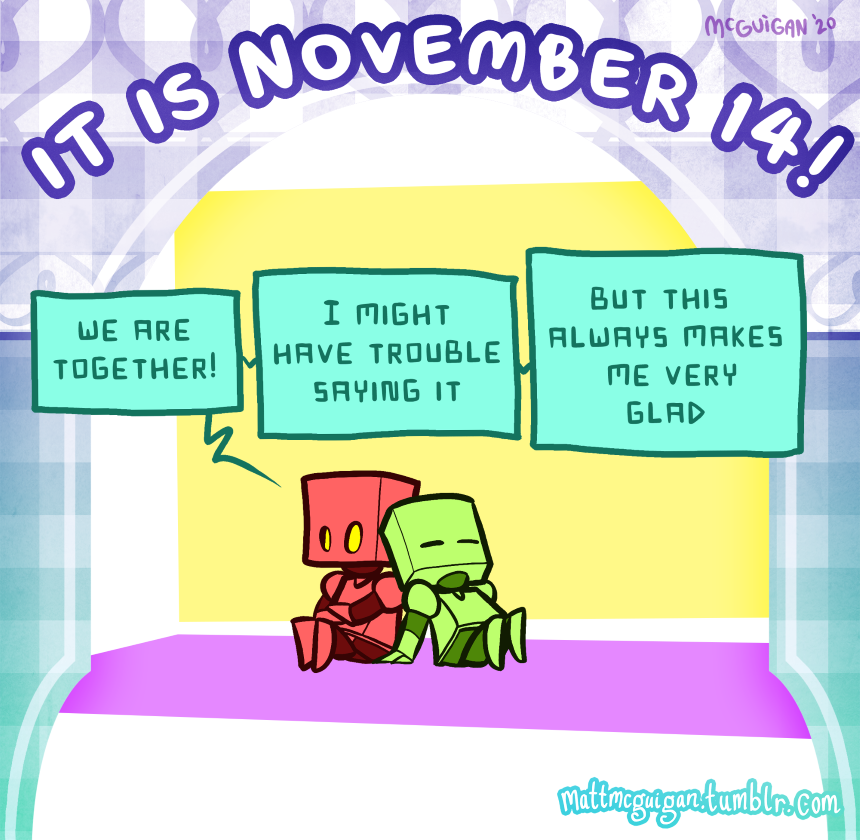 McGUiGAN '20
IT IS NOVEMBER 14!
WE ARE
TOGETHER!
I MIGHT
HAVE TROUBLE
SAYING IT
BUT THIS
ALWAYS MAKES
ME VERY
GLAD
mattmcguigan.tumblr.com